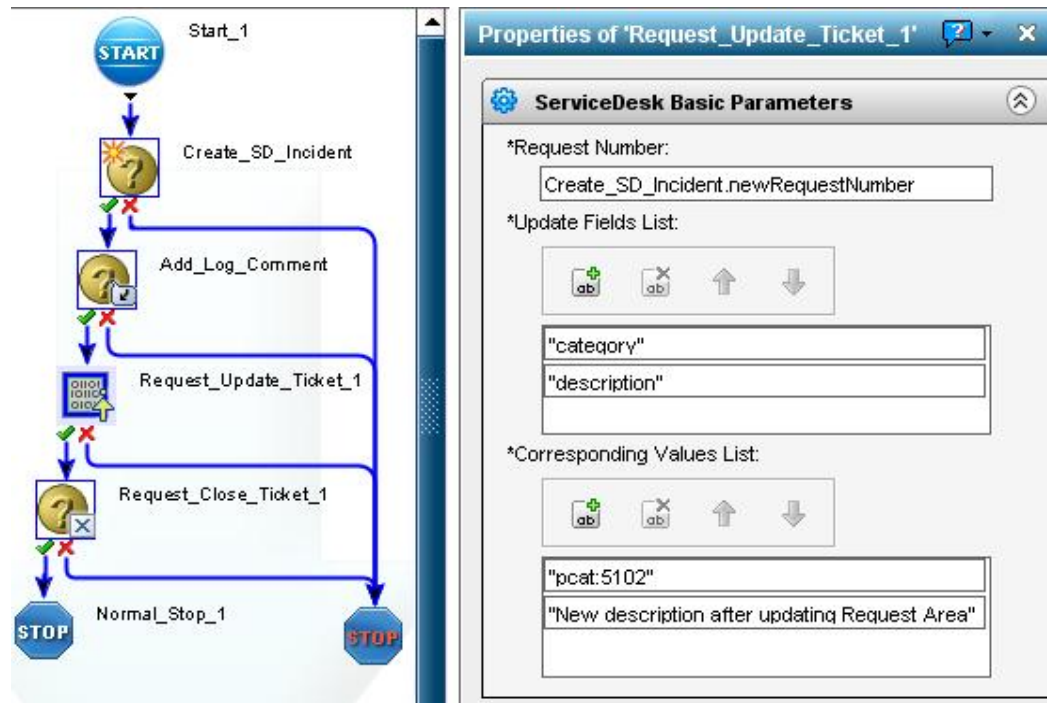 Start_1
START
Create_SD_Incident
Add_Log_Comment
Request_Update_Ticket_1
Request_Close_Ticket_1
Normal_Stop_1
STOP
STOP
Properties of 'Request_Update_Ticket_1'
ServiceDesk Basic Parameters
*Request Number:
Create_SD_Incident.newRequestNumber
*Update Fields List:
ab ab
"category"
"description"
*Corresponding Values List:
ab ab
"pcat:5102"
"New description after updating Request Area"